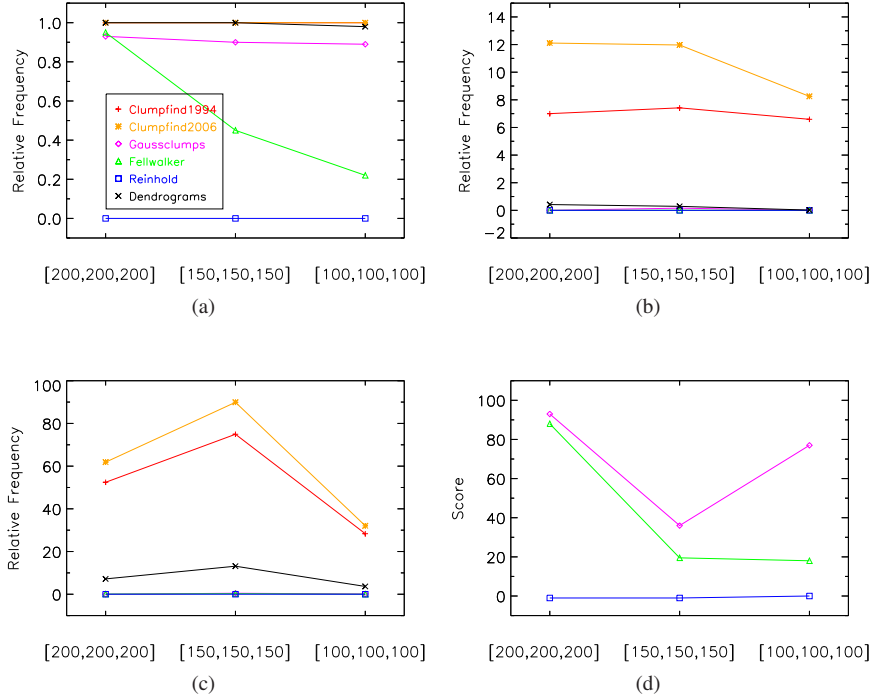 Relative Frequency
1.0
0.8
0.6
0.4
0.2
0.0
Clumpfind1994
Clumpfind2006
Gaussclumps
Fellwalker
Reinhold
Dendrograms
[200,200,200] [150,150,150] [100,100,100]
(a)
Relative Frequency
14
12
10
8
6
4
2
0
−2
[200,200,200] [150,150,150] [100,100,100]
(b)
Relative Frequency
100
80
60
40
20
0
[200,200,200] [150,150,150] [100,100,100]
(c)
Score
100
80
60
40
20
0
[200,200,200] [150,150,150] [100,100,100]
(d)